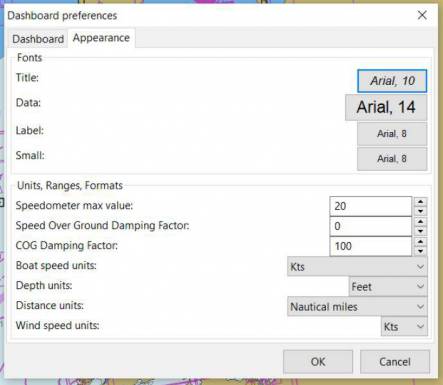 Dashboard preferences
Dashboard Appearance
Fonts
Title: Arial, 10
Data: Arial, 14
Label: Arial, 8
Small: Arial, 8
Units, Ranges, Formats
Speedometer max value: 20
Speed Over Ground Damping Factor: 0
COG Damping Factor: 100
Boat speed units: Kts
Depth units: Feet
Distance units: Nautical miles
Wind speed units: Kts
OK Cancel